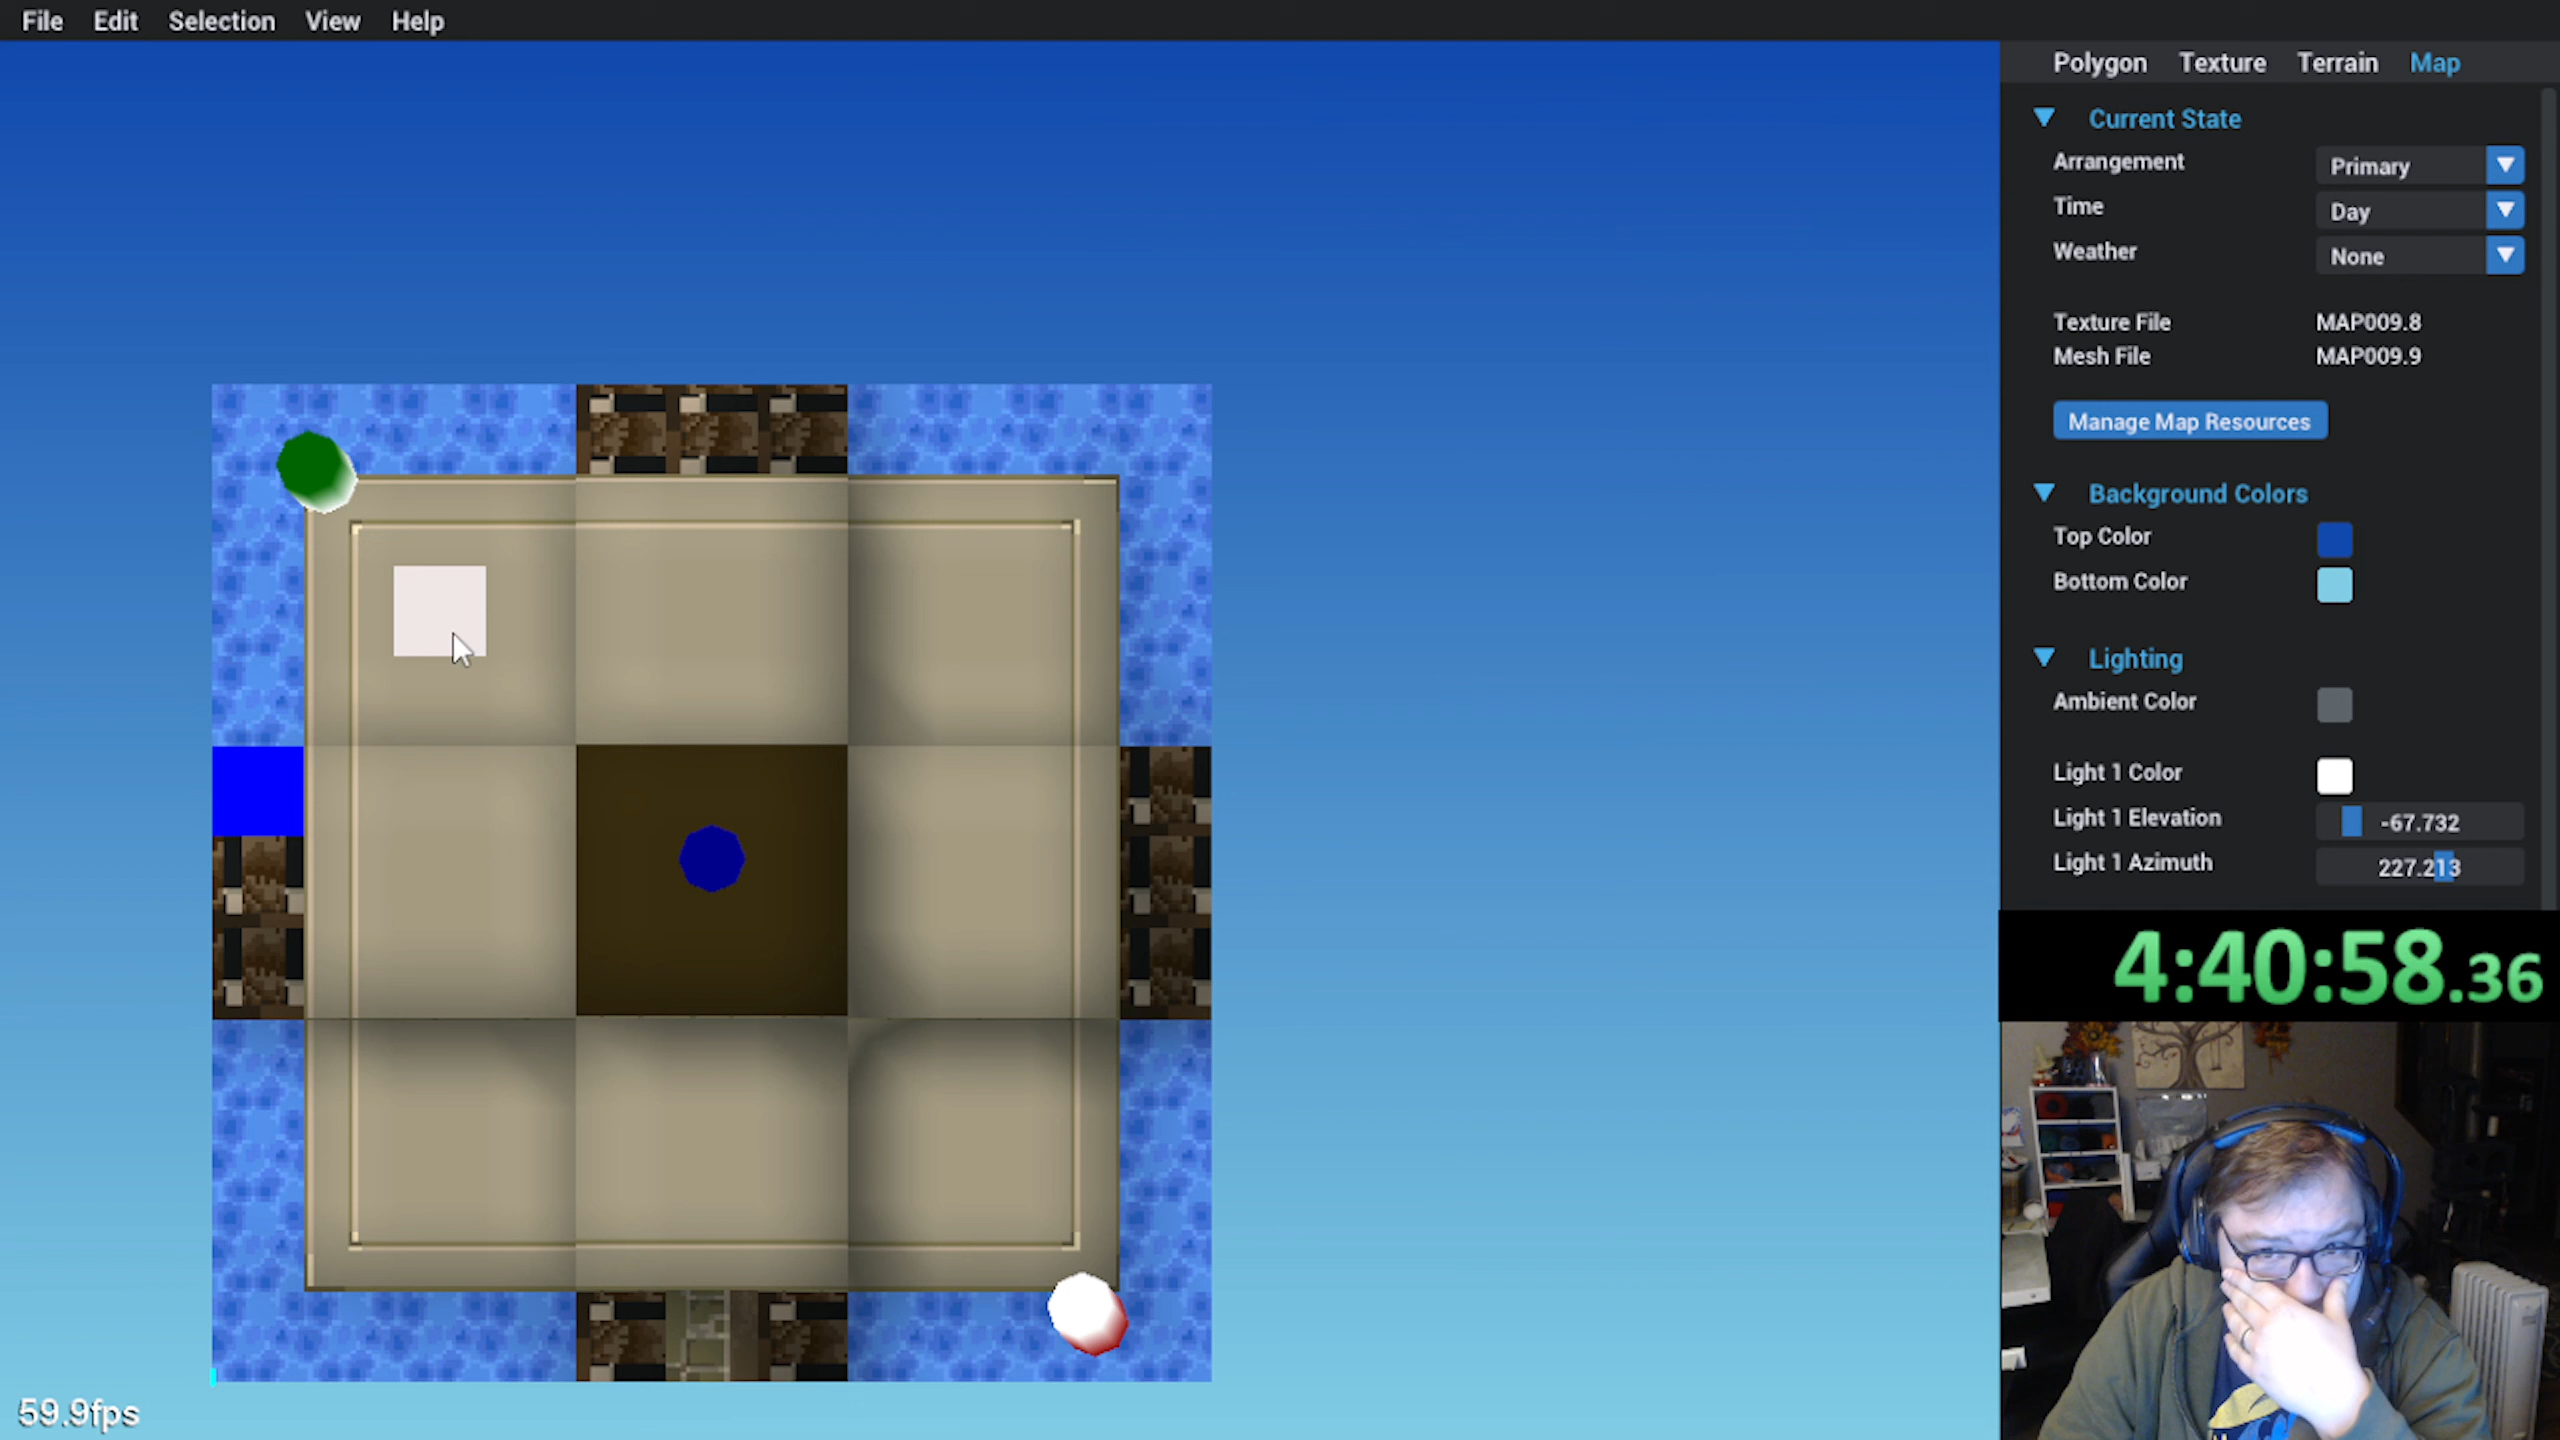 File Edit Selection View Help
Polygon Texture Terrain Map
Current State
Arrangement Primary
Time Day
Weather None
Texture File MAP009.8
Mesh File MAP009.9
Manage Map Resources
Background Colors
Top Color
Bottom Color
Lighting
Ambient Color
Light 1 Color
Light 1 Elevation -67.732
Light 1 Azimuth 227.213
4:40:58.36
59.9fps